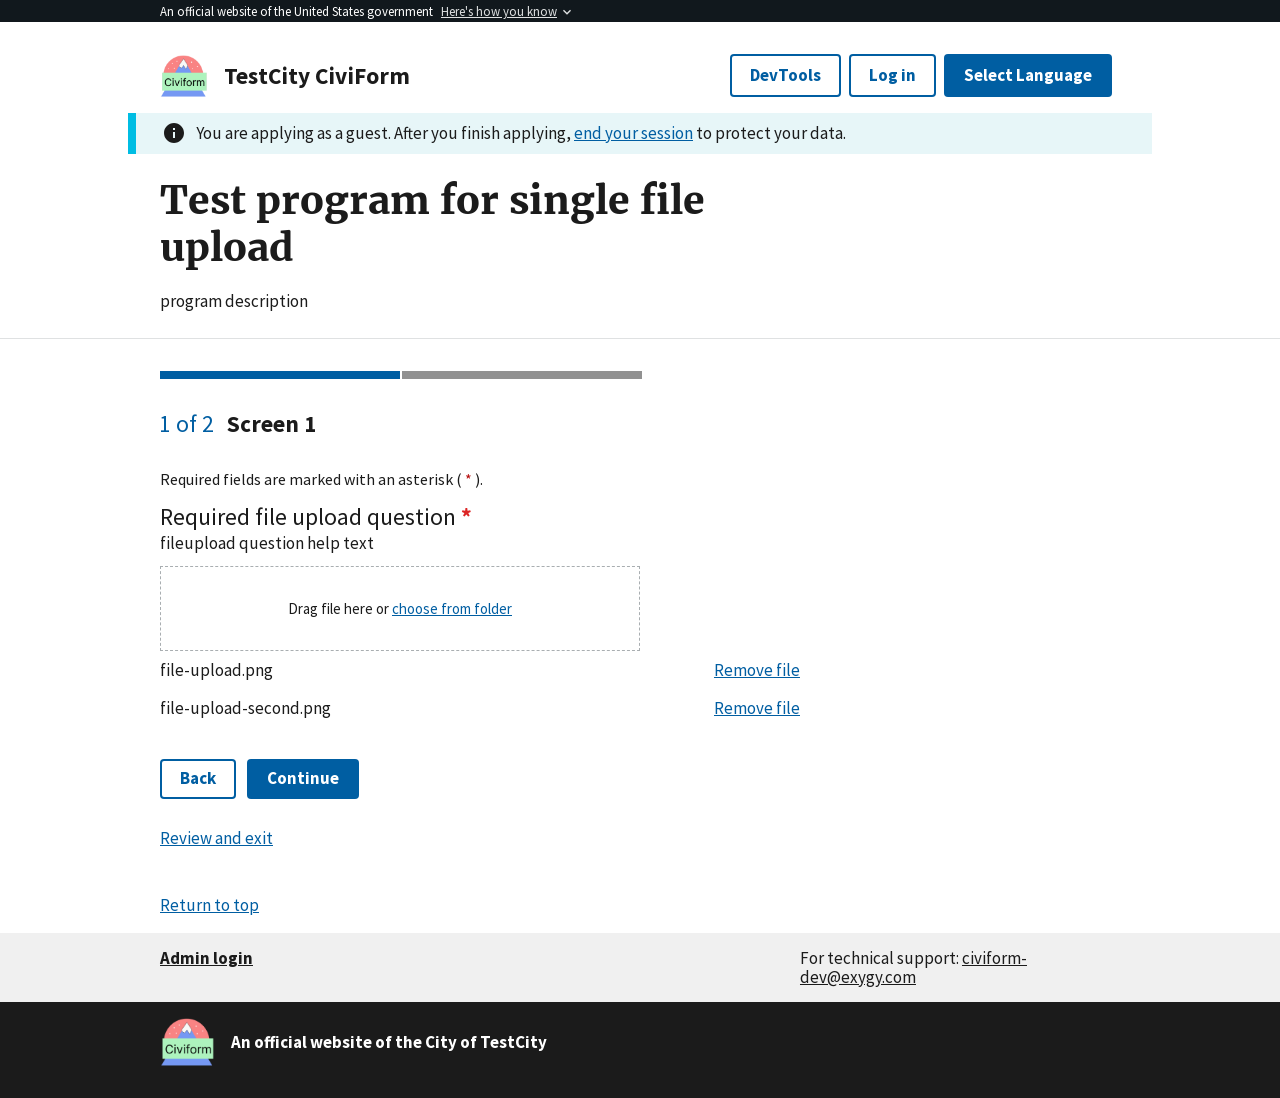 An official website of the United States government Here's how you know
Civiform
TestCity CiviForm
DevTools
Log in
Select Language
You are applying as a guest. After you finish applying, end your session to protect your data.
Test program for single file
upload
program description
1 of 2 Screen 1
Required fields are marked with an asterisk ( * ).
Required file upload question *
fileupload question help text
Drag file here or choose from folder
file-upload.png Remove file
file-upload-second.png Remove file
Back
Continue
Review and exit
Return to top
Admin login
For technical support: civiform-
dev@exygy.com
Civiform
An official website of the City of TestCity